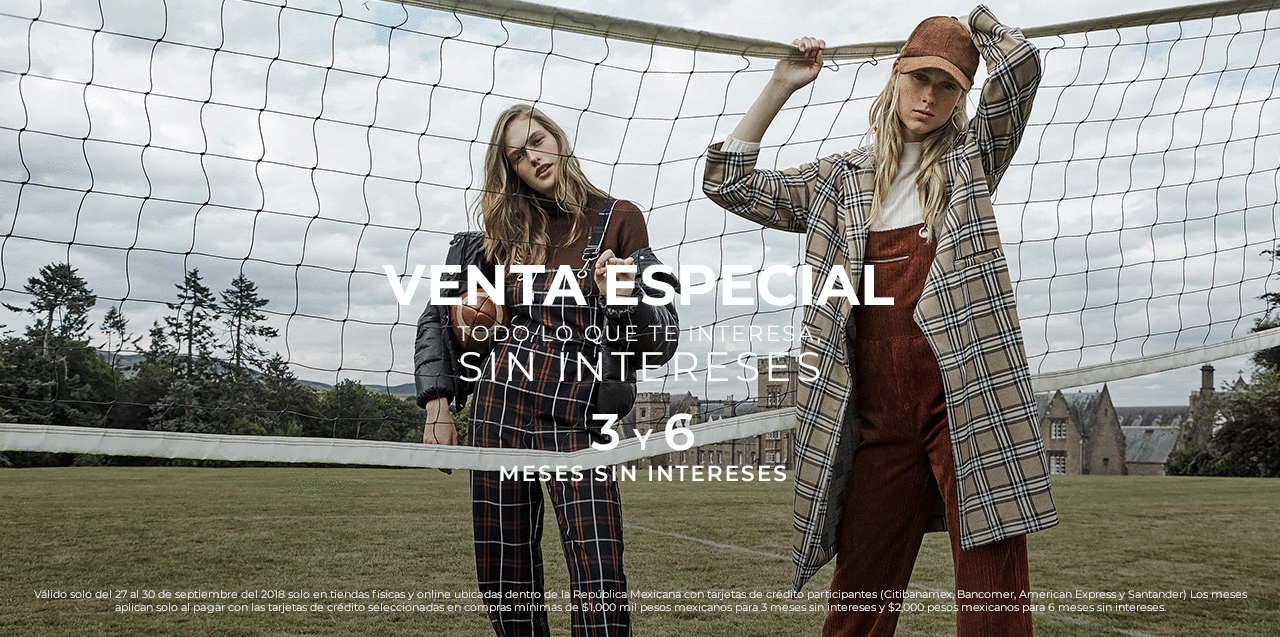 VENTA ESPECIAL
TODO LO QUE TE INTERESA,
SIN INTERESES
3 Y 6
MESES SIN INTERESES
Válido solo del 27 al 30 de septiembre del 2018 solo en tiendas físicas y online ubicadas dentro de la República Mexicana con tarjetas de crédito participantes (Citibanamex, Bancomer, American Express y Santander) Los meses
aplican solo al pagar con las tarjetas de crédito seleccionadas en compras mínimas de $1,000 mil pesos mexicanos para 3 meses sin intereses y $2,000 pesos mexicanos para 6 meses sin intereses.